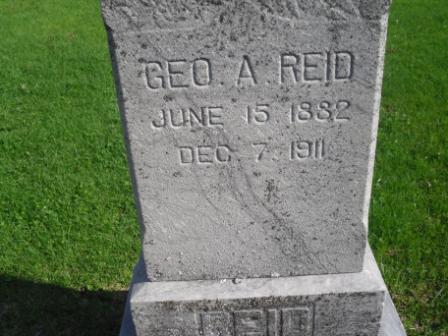 GEO A REID
JUNE 15 1882
DEC 7 1911
REID